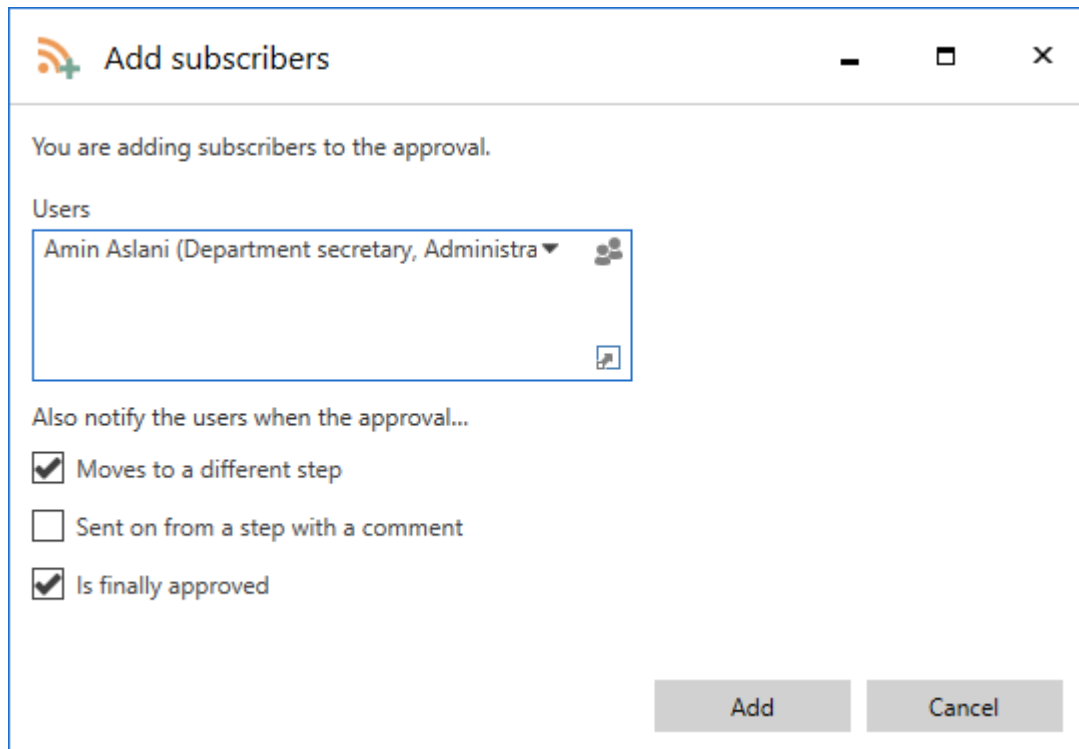 Add subscribers
You are adding subscribers to the approval.
Users
Amin Aslani (Department secretary, Administra
Also notify the users when the approval...
Moves to a different step
Sent on from a step with a comment
Is finally approved
Add Cancel